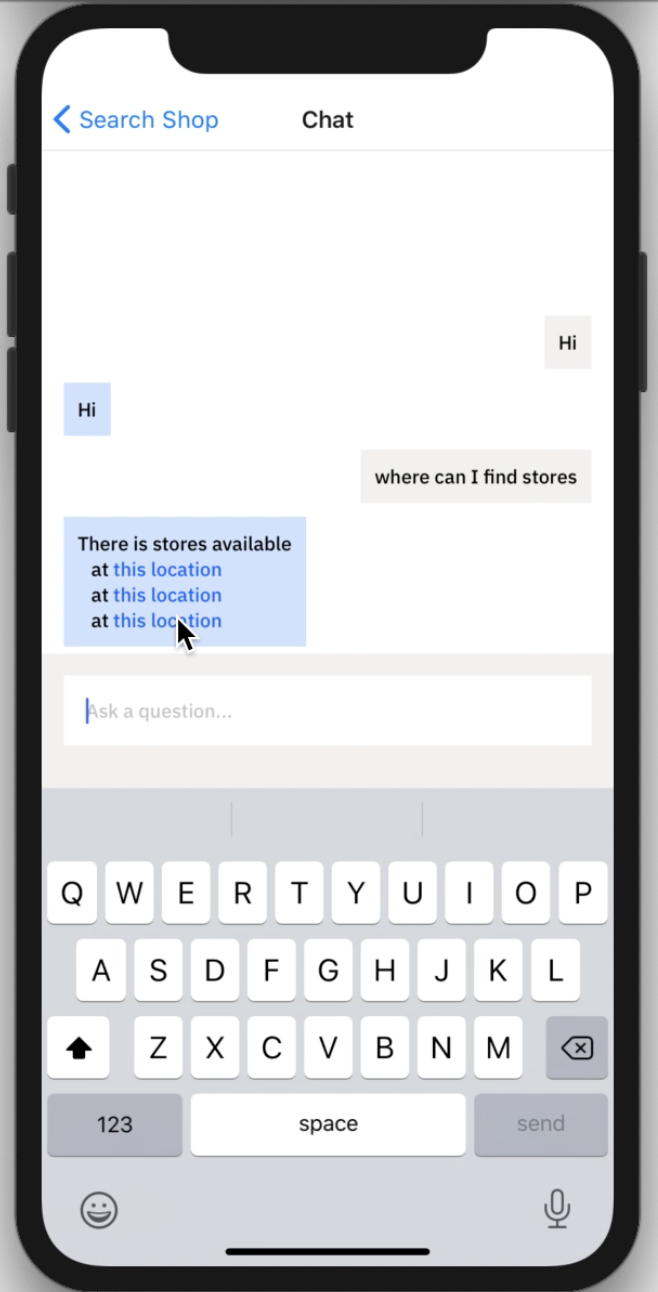 Search Shop Chat
Hi
Hi
where can I find stores
There is stores available
at this location
at this location
at this location
Ask a question...
Q W E R T Y U I O P
A S D F G H J K L
Z X C V B N M
123 space send